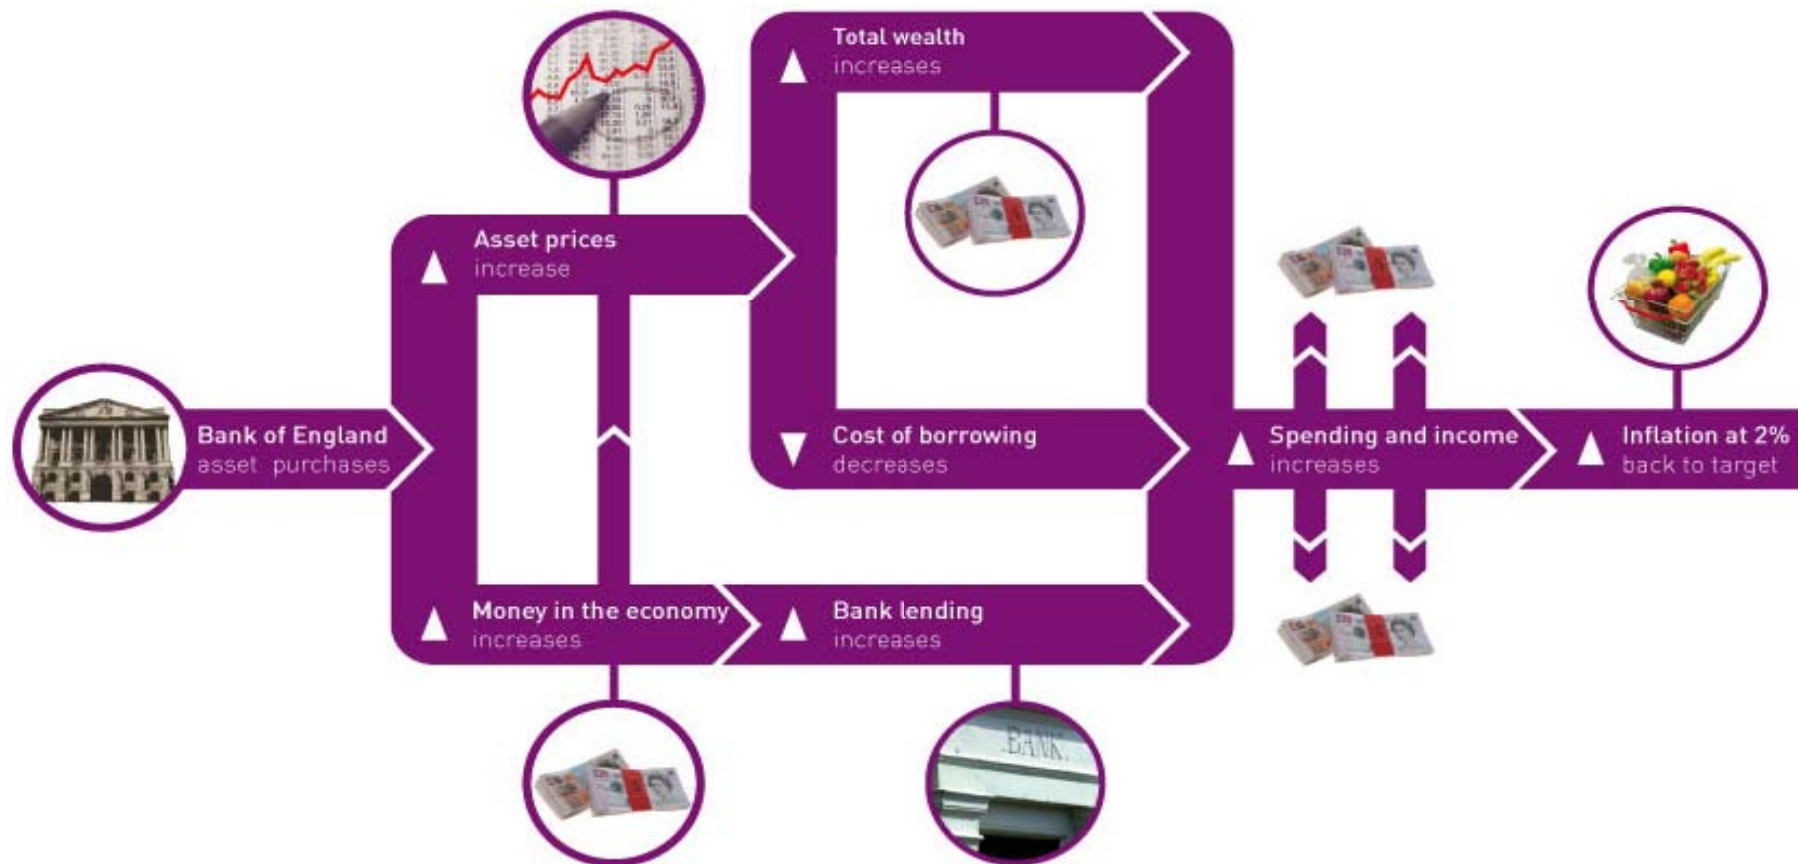 Total wealth
increases
Asset prices
increase
Bank of England
asset purchases
Cost of borrowing
decreases
Spending and income
increases
Inflation at 2%
back to target
Money in the economy
increases
Bank lending
increases
BANK